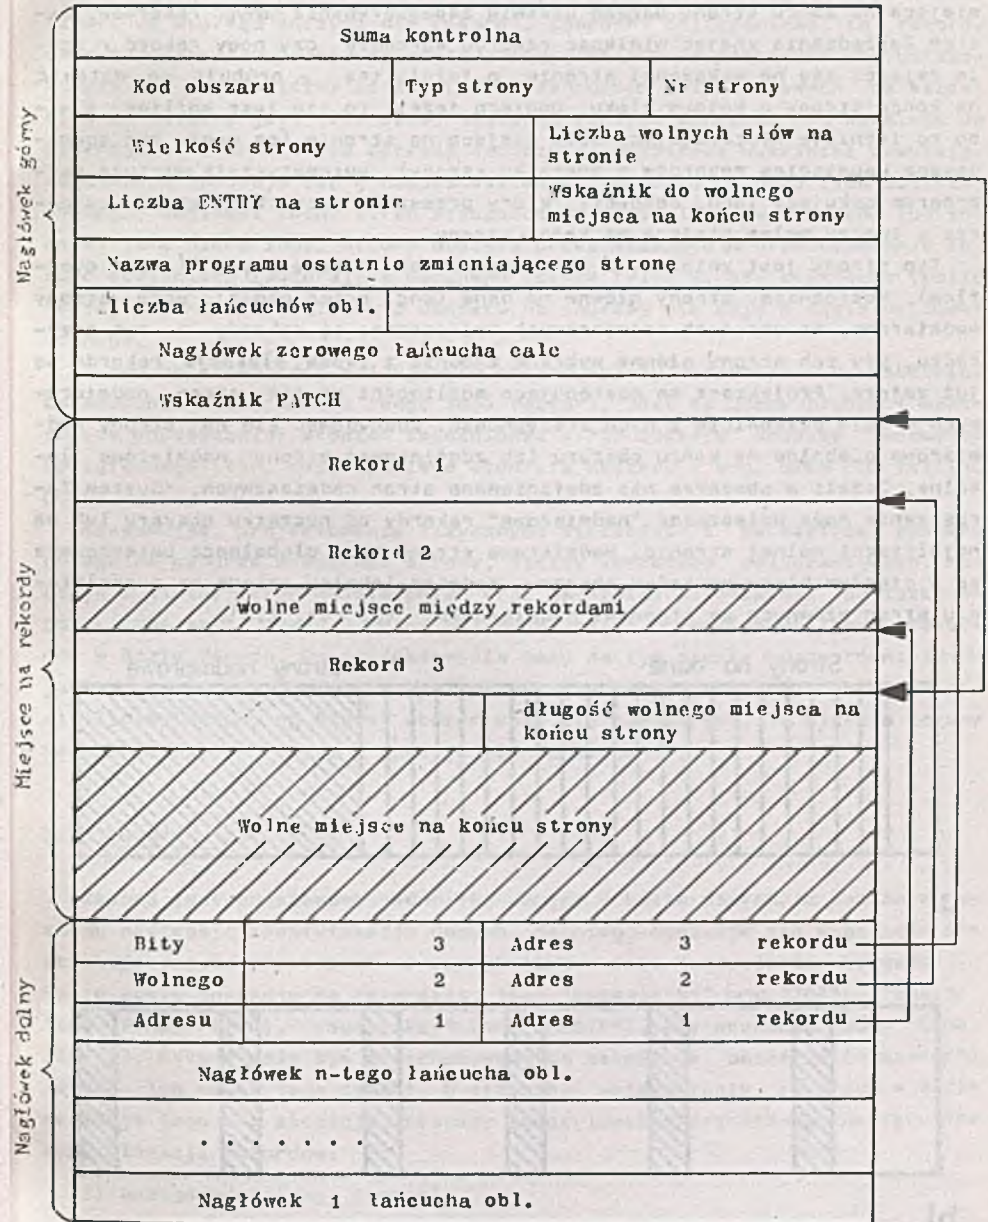 Suma kontrolna
Kod obszaru
Typ strony
Nr strony
Wielkość strony
Liczba wolnych słów na
stronie
Liczba ENTRY na stronie
Wskaźnik do wolnego
miejsca na końcu strony
Nazwa programu ostatnio zmieniającego stronę
liczba łańcuchów obl.
Nagłówek zerowego łańcucha calc
Wskaźnik PATCH
Nagłówek górny
Rekord 1
Rekord 2
wolne miejsce między rekordami
Rekord 3
długość wolnego miejsca na
końcu strony
Wolne miejsce na końcu strony
Miejsce na rekordy
Bity 3 Adres 3 rekordu
Wolnego 2 Adres 2 rekordu
Adresu 1 Adres 1 rekordu
Nagłówek n-tego łańcucha obl.
. . . . . . .
Nagłówek 1 łańcucha obl.
Nagłówek dolny